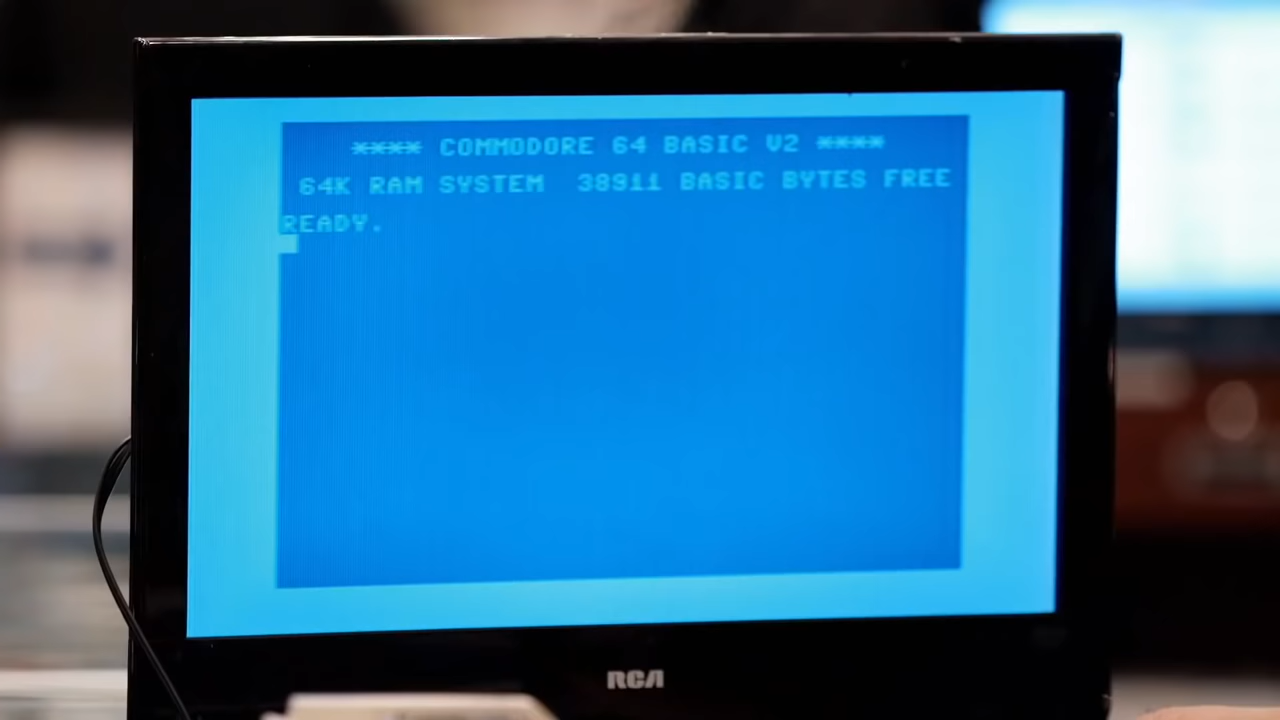 **** COMMODORE 64 BASIC V2 ****
64K RAM SYSTEM  38911 BASIC BYTES FREE
READY.
RCA